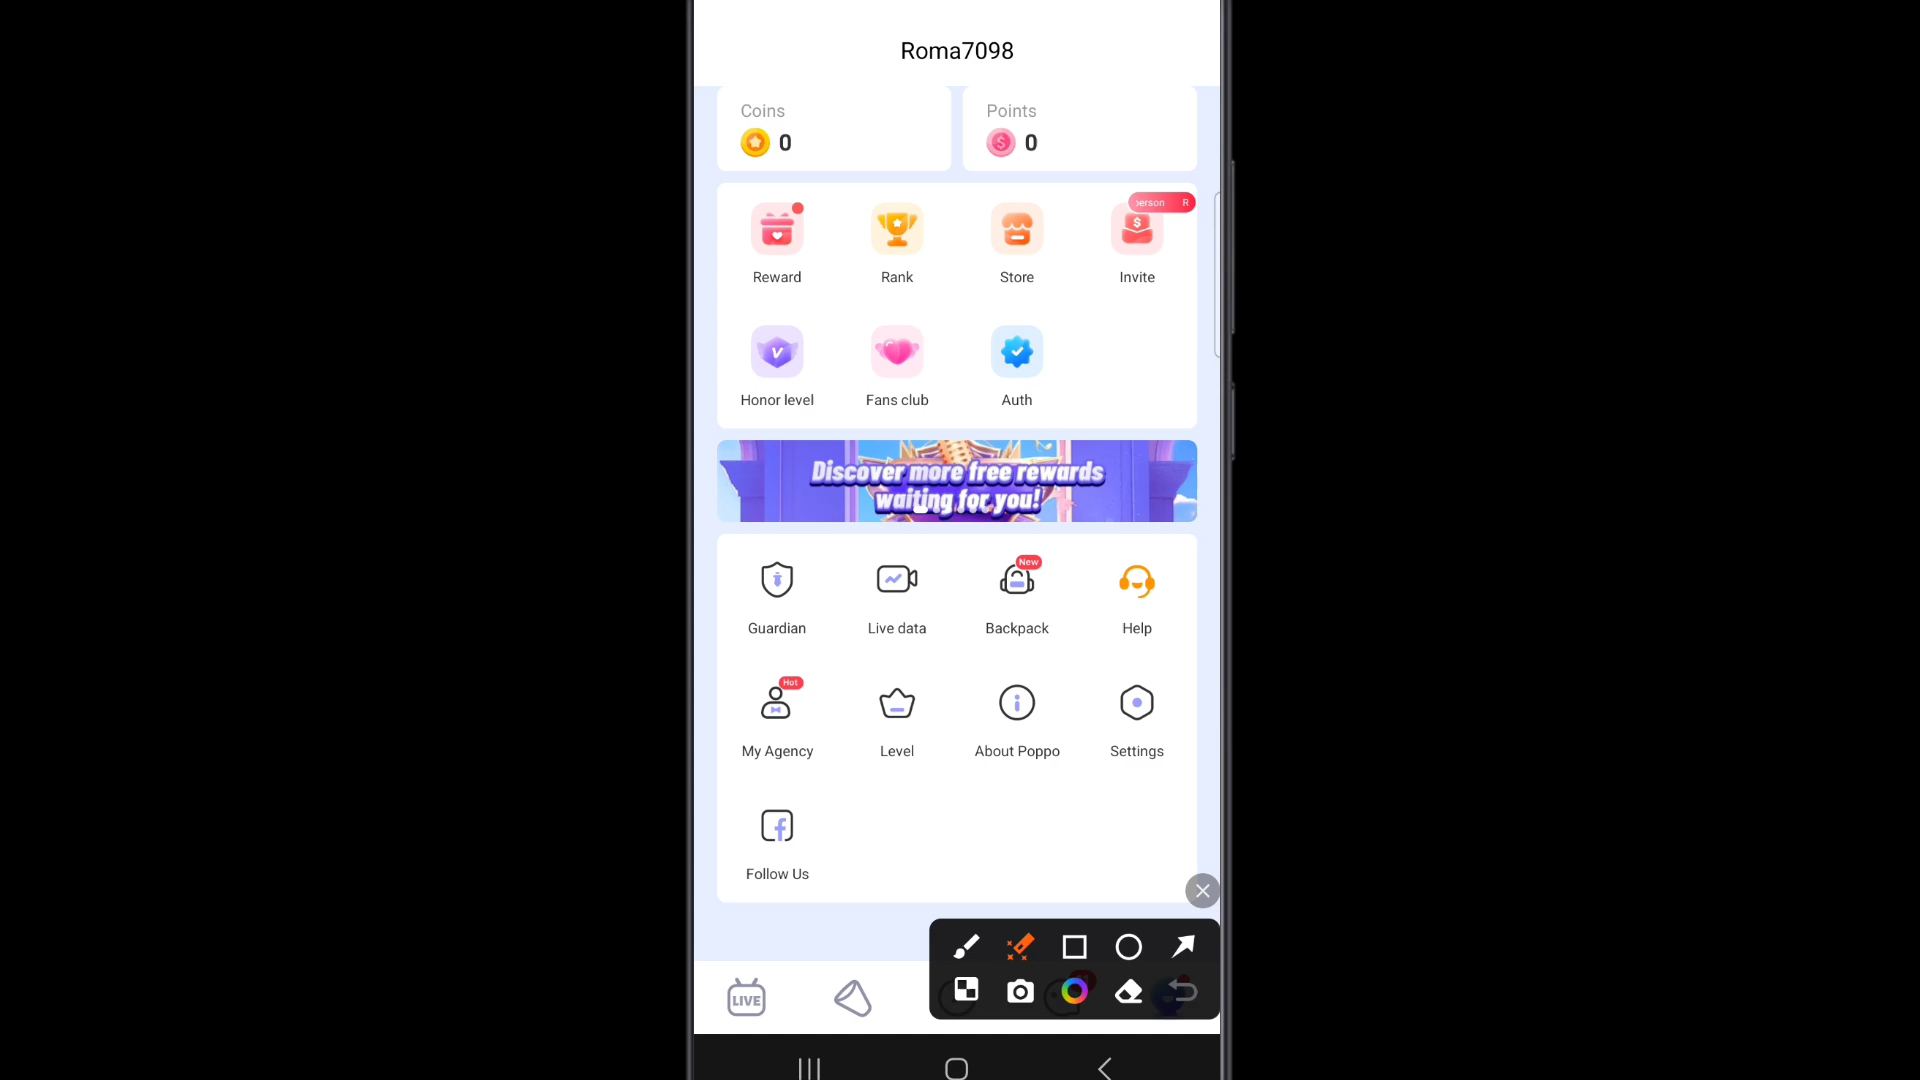 Roma7098
Coins
Points
0
0
person R
Reward
Rank
Store
Invite
Honor level
Fans club
Auth
Discover more free rewards
waiting for you!
New
Guardian
Live data
Backpack
Help
Hot
My Agency
Level
About Poppo
Settings
Follow Us
LIVE